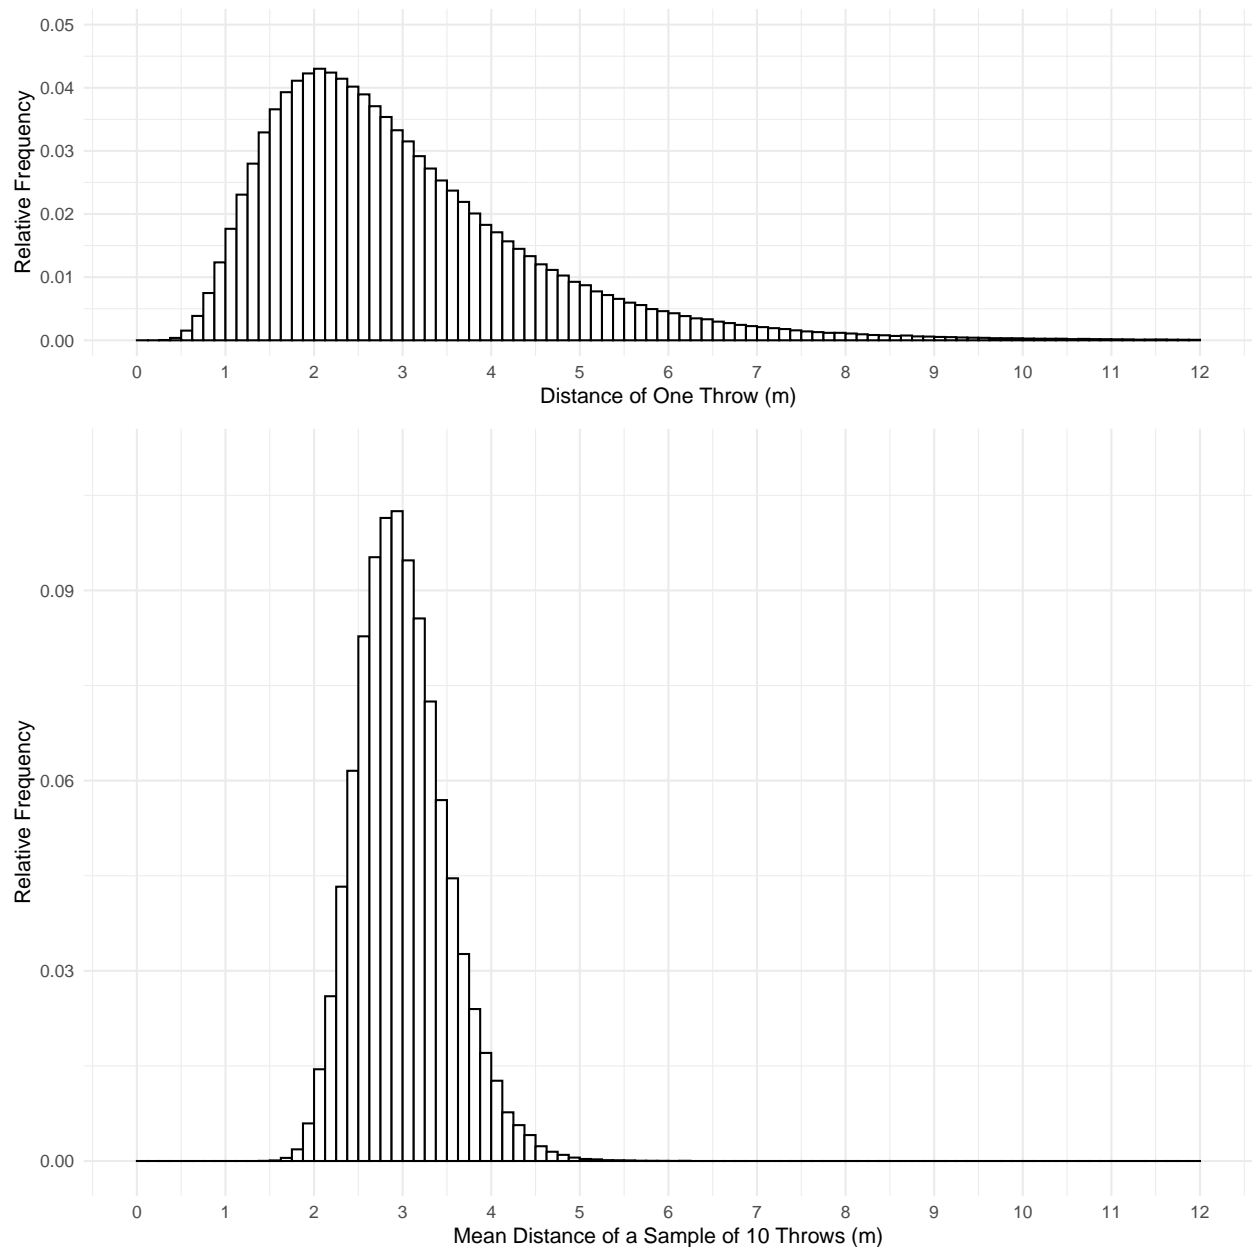 0.05
0.04
0.03
0.02
0.01
0.00
Relative Frequency
0 1 2 3 4 5 6 7 8 9 10 11 12
Distance of One Throw (m)
0.09
0.06
0.03
0.00
Relative Frequency
0 1 2 3 4 5 6 7 8 9 10 11 12
Mean Distance of a Sample of 10 Throws (m)